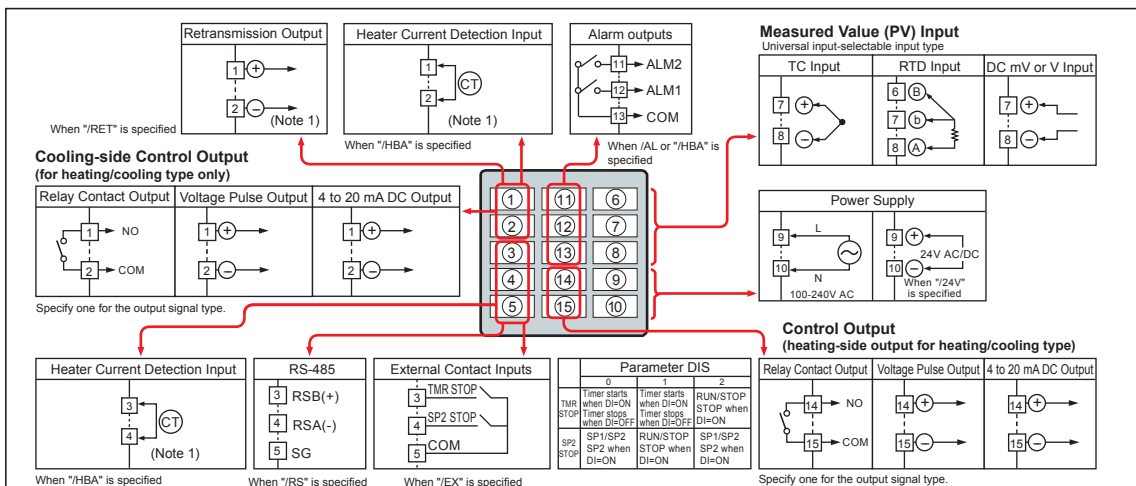 Retransmission Output
1 +
2 −
(Note 1)
When "/RET" is specified
Heater Current Detection Input
1
2
CT
(Note 1)
When "/HBA" is specified
Alarm outputs
11 ALM2
12 ALM1
13 COM
When /AL or "/HBA" is
specified
Measured Value (PV) Input
Universal input-selectable input type
TC Input
7 +
8 −
RTD Input
6 B
7 b
8 A
DC mV or V Input
7 +
8 −
Cooling-side Control Output
(for heating/cooling type only)
Relay Contact Output
1 NO
2 COM
Voltage Pulse Output
1 +
2 −
4 to 20 mA DC Output
1 +
2 −
Specify one for the output signal type.
1 11 6
2 12 7
3 13 8
4 14 9
5 15 10
Power Supply
9 L
10 N
100-240V AC
9 +
24V AC/DC
10 −
When "/24V"
is specified
Control Output
(heating-side output for heating/cooling type)
Relay Contact Output
14 NO
15 COM
Voltage Pulse Output
14 +
15 −
4 to 20 mA DC Output
14 +
15 −
Specify one for the output signal type.
Heater Current Detection Input
3
4
CT
(Note 1)
When "/HBA" is specified
RS-485
3 RSB(+)
4 RSA(-)
5 SG
When "/RS" is specified
External Contact Inputs
TMR STOP
3
SP2 STOP
4
COM
5
When "/EX" is specified
Parameter DIS
0 1 2
TMR
STOP
Timer starts
when DI=ON
Timer stops
when DI=OFF
Timer starts
when DI=ON
Timer stops
when DI=OFF
RUN/STOP
STOP when
DI=ON
SP2
STOP
SP1/SP2
SP2 when
DI=ON
RUN/STOP
STOP when
DI=ON
SP1/SP2
SP2 when
DI=ON